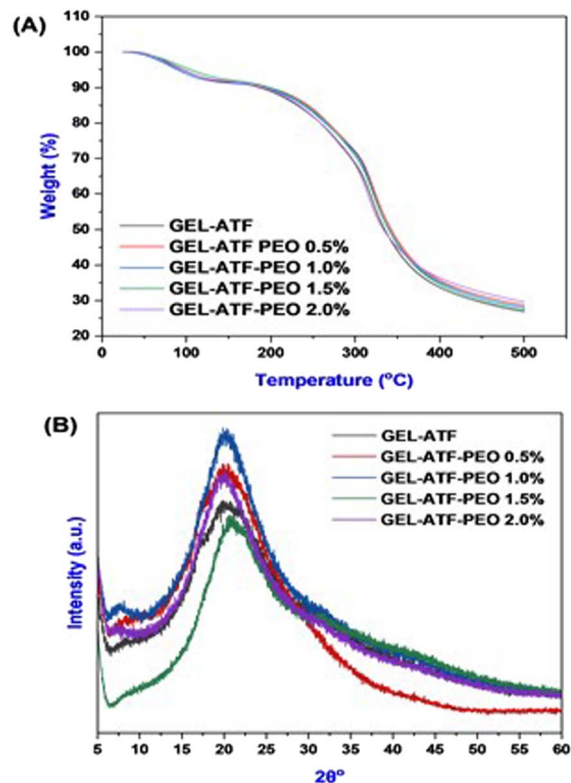 (A)
110
100
90
80
70
60
50
40
30
20
Weight (%)
GEL-ATF
GEL-ATF PEO 0.5%
GEL-ATF-PEO 1.0%
GEL-ATF-PEO 1.5%
GEL-ATF-PEO 2.0%
0 100 200 300 400 500
Temperature (°C)
(B)
Intensity (a.u.)
GEL-ATF
GEL-ATF-PEO 0.5%
GEL-ATF-PEO 1.0%
GEL-ATF-PEO 1.5%
GEL-ATF-PEO 2.0%
5 10 15 20 25 30 35 40 45 50 55 60
2θº